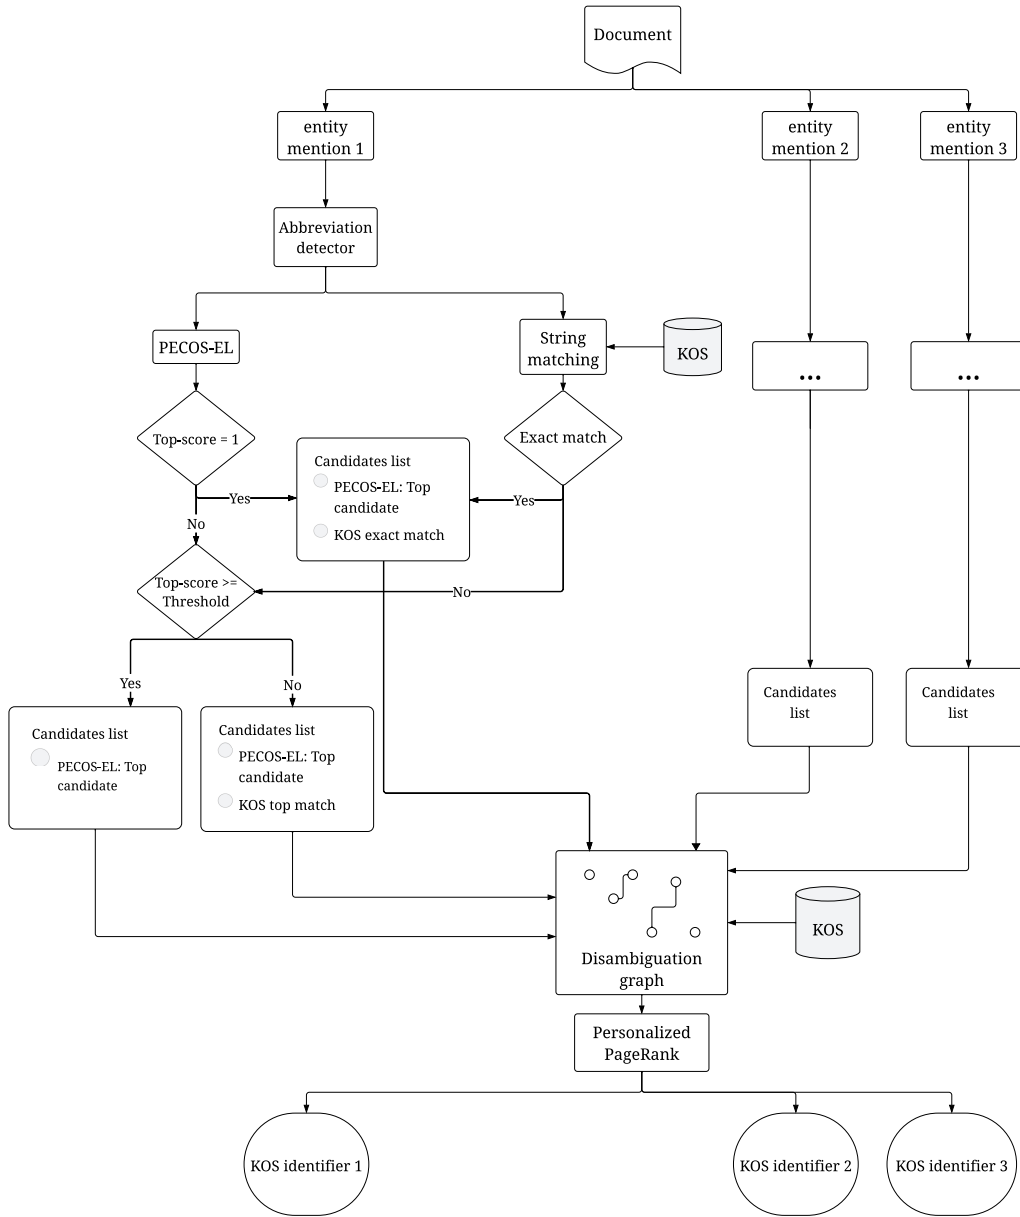 Document
entity
mention 1
entity
mention 2
entity
mention 3
Abbreviation
detector
PECOS-EL
String
matching
KOS
...
...
Top-score = 1
Exact match
Candidates list
PECOS-EL: Top
candidate
KOS exact match
Yes
Yes
No
No
Top-score >=
Threshold
Yes
No
Candidates list
PECOS-EL: Top
candidate
Candidates list
PECOS-EL: Top
candidate
KOS top match
Candidates
list
Candidates
list
Disambiguation
graph
KOS
Personalized
PageRank
KOS identifier 1
KOS identifier 2
KOS identifier 3